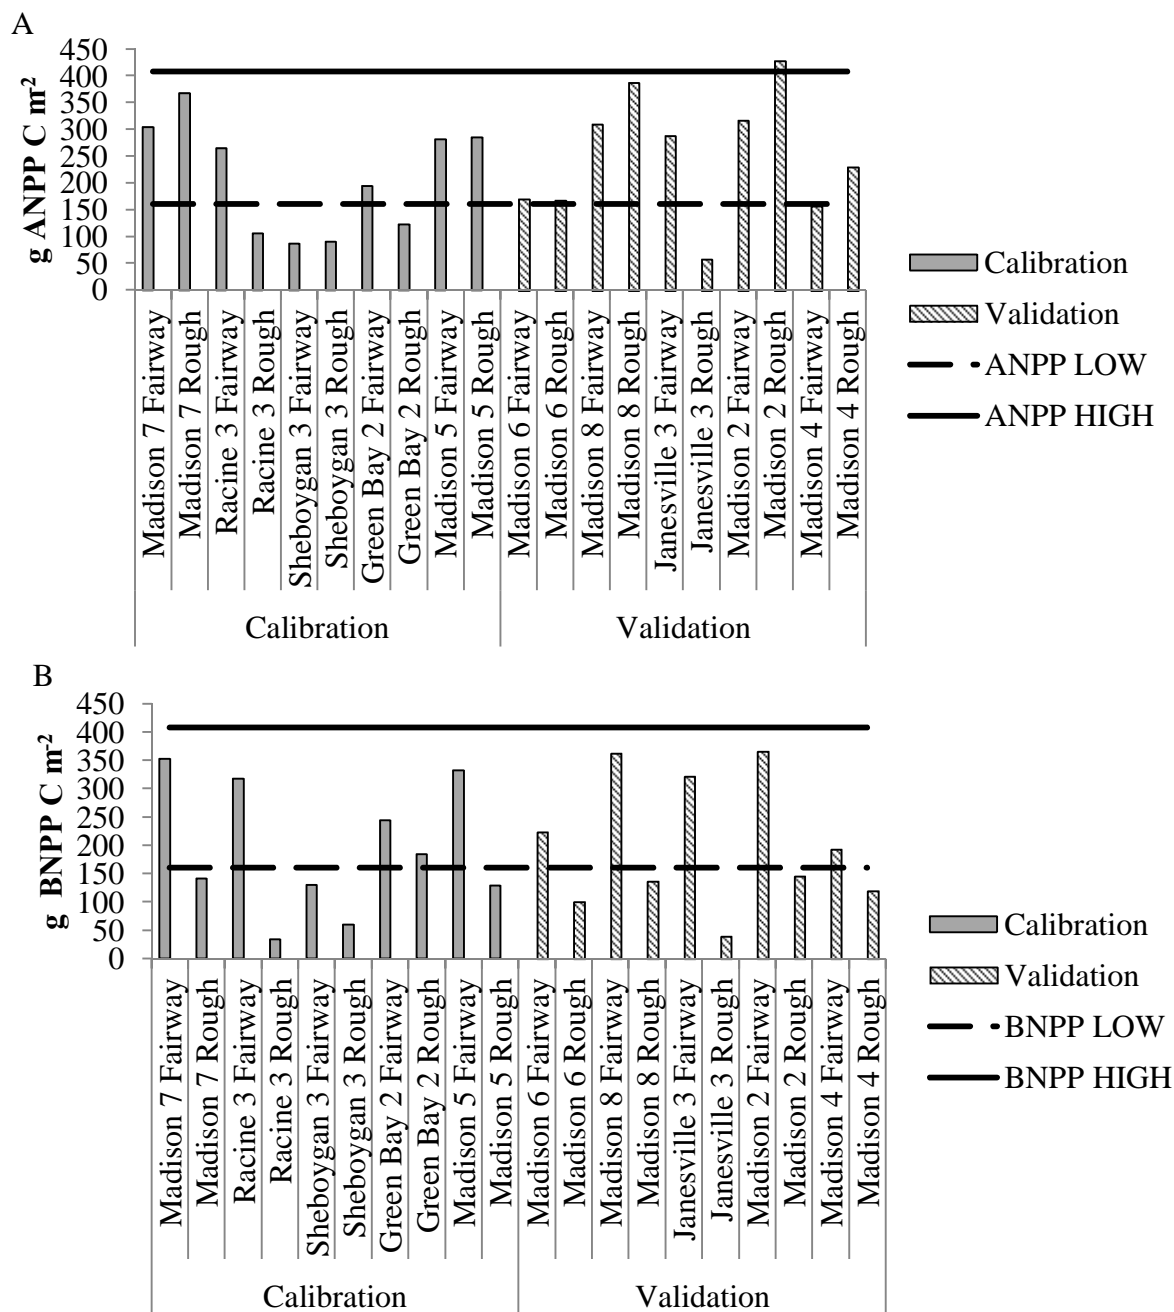 A
450
400
350
300
250
200
150
100
50
0
g ANPP C m⁻²
Madison 7 Fairway
Madison 7 Rough
Racine 3 Fairway
Racine 3 Rough
Sheboygan 3 Fairway
Sheboygan 3 Rough
Green Bay 2 Fairway
Green Bay 2 Rough
Madison 5 Fairway
Madison 5 Rough
Madison 6 Fairway
Madison 6 Rough
Madison 8 Fairway
Madison 8 Rough
Janesville 3 Fairway
Janesville 3 Rough
Madison 2 Fairway
Madison 2 Rough
Madison 4 Fairway
Madison 4 Rough
Calibration
Validation
Calibration
Validation
ANPP LOW
ANPP HIGH
B
450
400
350
300
250
200
150
100
50
0
g BNPP C m⁻²
Madison 7 Fairway
Madison 7 Rough
Racine 3 Fairway
Racine 3 Rough
Sheboygan 3 Fairway
Sheboygan 3 Rough
Green Bay 2 Fairway
Green Bay 2 Rough
Madison 5 Fairway
Madison 5 Rough
Madison 6 Fairway
Madison 6 Rough
Madison 8 Fairway
Madison 8 Rough
Janesville 3 Fairway
Janesville 3 Rough
Madison 2 Fairway
Madison 2 Rough
Madison 4 Fairway
Madison 4 Rough
Calibration
Validation
Calibration
Validation
BNPP LOW
BNPP HIGH